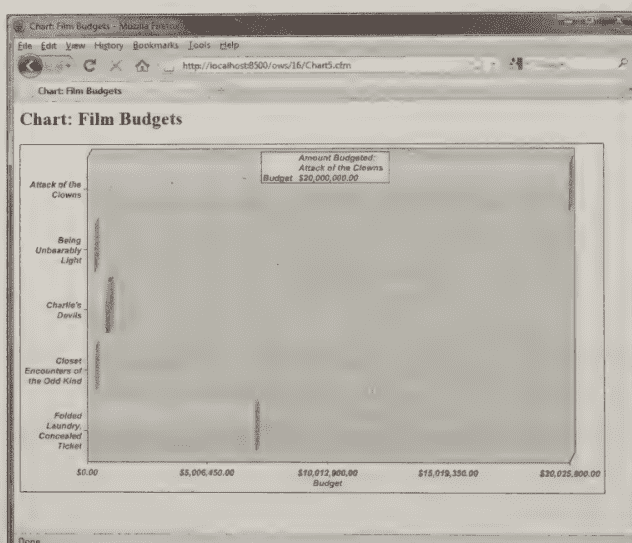 Chart: Film Budgets - Mozilla Firefox
File Edit View History Bookmarks Tools Help
http://localhost:8500/ows/16/Chart5.cfm
Chart: Film Budgets
Chart: Film Budgets
Amount Budgeted:
Attack of the Clowns
Budget $20,000,000.00
Attack of the
Clowns
Being
Unbearably
Light
Charlie's
Devils
Closet
Encounters of
the Odd Kind
Folded
Laundry,
Concealed
Ticket
$0.00 $5,006,450.00 $10,012,900.00 $15,019,350.00 $20,025,800.00
Budget
Done